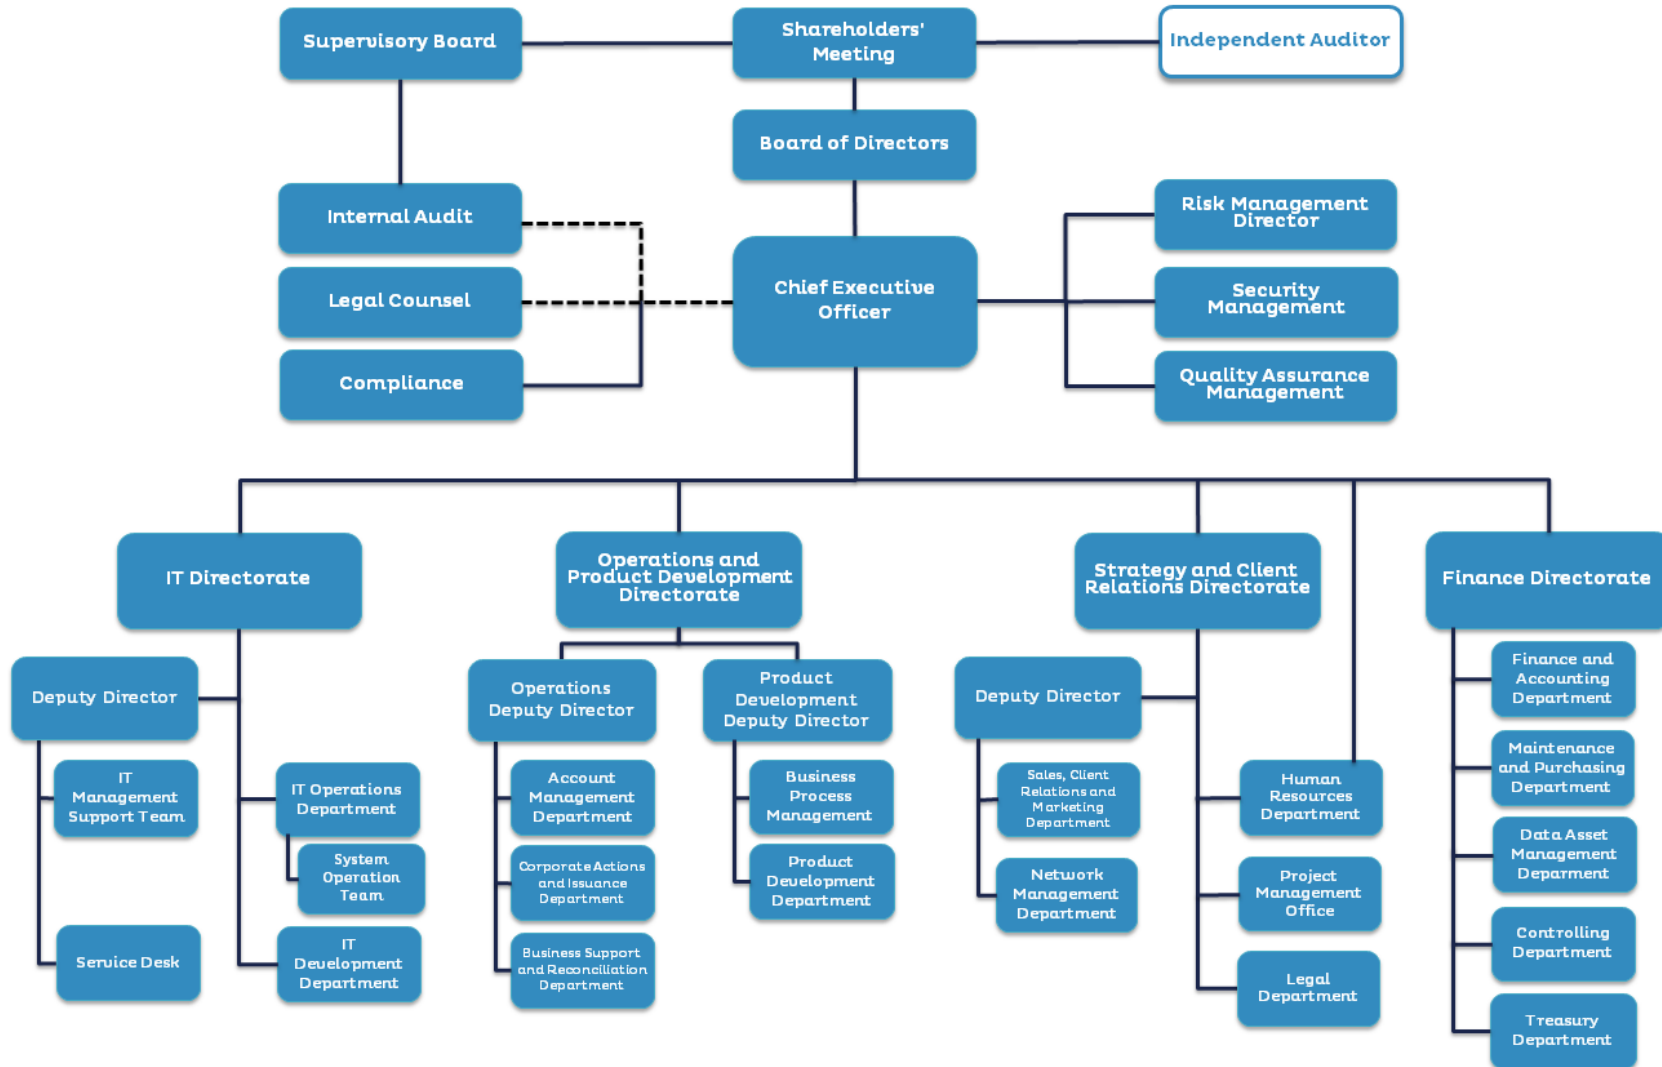 Supervisory Board
Shareholders'
Meeting
Independent Auditor
Board of Directors
Internal Audit
Legal Counsel
Compliance
Chief Executive
Officer
Risk Management
Director
Security
Management
Quality Assurance
Management
IT Directorate
Operations and
Product Development
Directorate
Strategy and Client
Relations Directorate
Finance Directorate
Deputy Director
IT
Management
Support Team
Service Desk
IT Operations
Department
System
Operation
Team
IT
Development
Department
Operations
Deputy Director
Account
Management
Department
Corporate Actions
and Issuance
Department
Business Support
and Reconciliation
Department
Product
Development
Deputy Director
Business
Process
Management
Product
Development
Department
Deputy Director
Sales, Client
Relations and
Marketing
Department
Network
Management
Department
Human
Resources
Department
Project
Management
Office
Legal
Department
Finance and
Accounting
Department
Maintenance
and Purchasing
Department
Data Asset
Management
Deparment
Controlling
Department
Treasury
Department